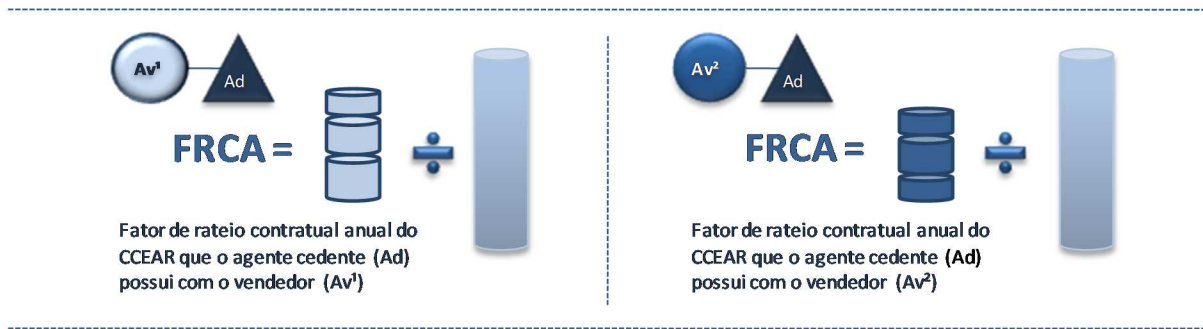 Av¹
Ad
FRCA = ÷
Fator de rateio contratual anual do
CCEAR que o agente cedente (Ad)
possui com o vendedor (Av¹)
Av²
Ad
FRCA = ÷
Fator de rateio contratual anual do
CCEAR que o agente cedente (Ad)
possui com o vendedor (Av²)